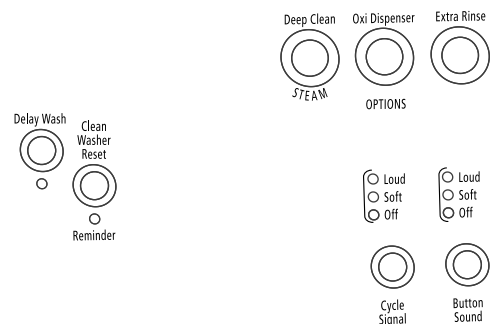 Deep Clean
Oxi Dispenser
Extra Rinse
STEAM
OPTIONS
Delay Wash
Clean
Washer
Reset
Reminder
Loud
Soft
Off
Loud
Soft
Off
Cycle
Signal
Button
Sound